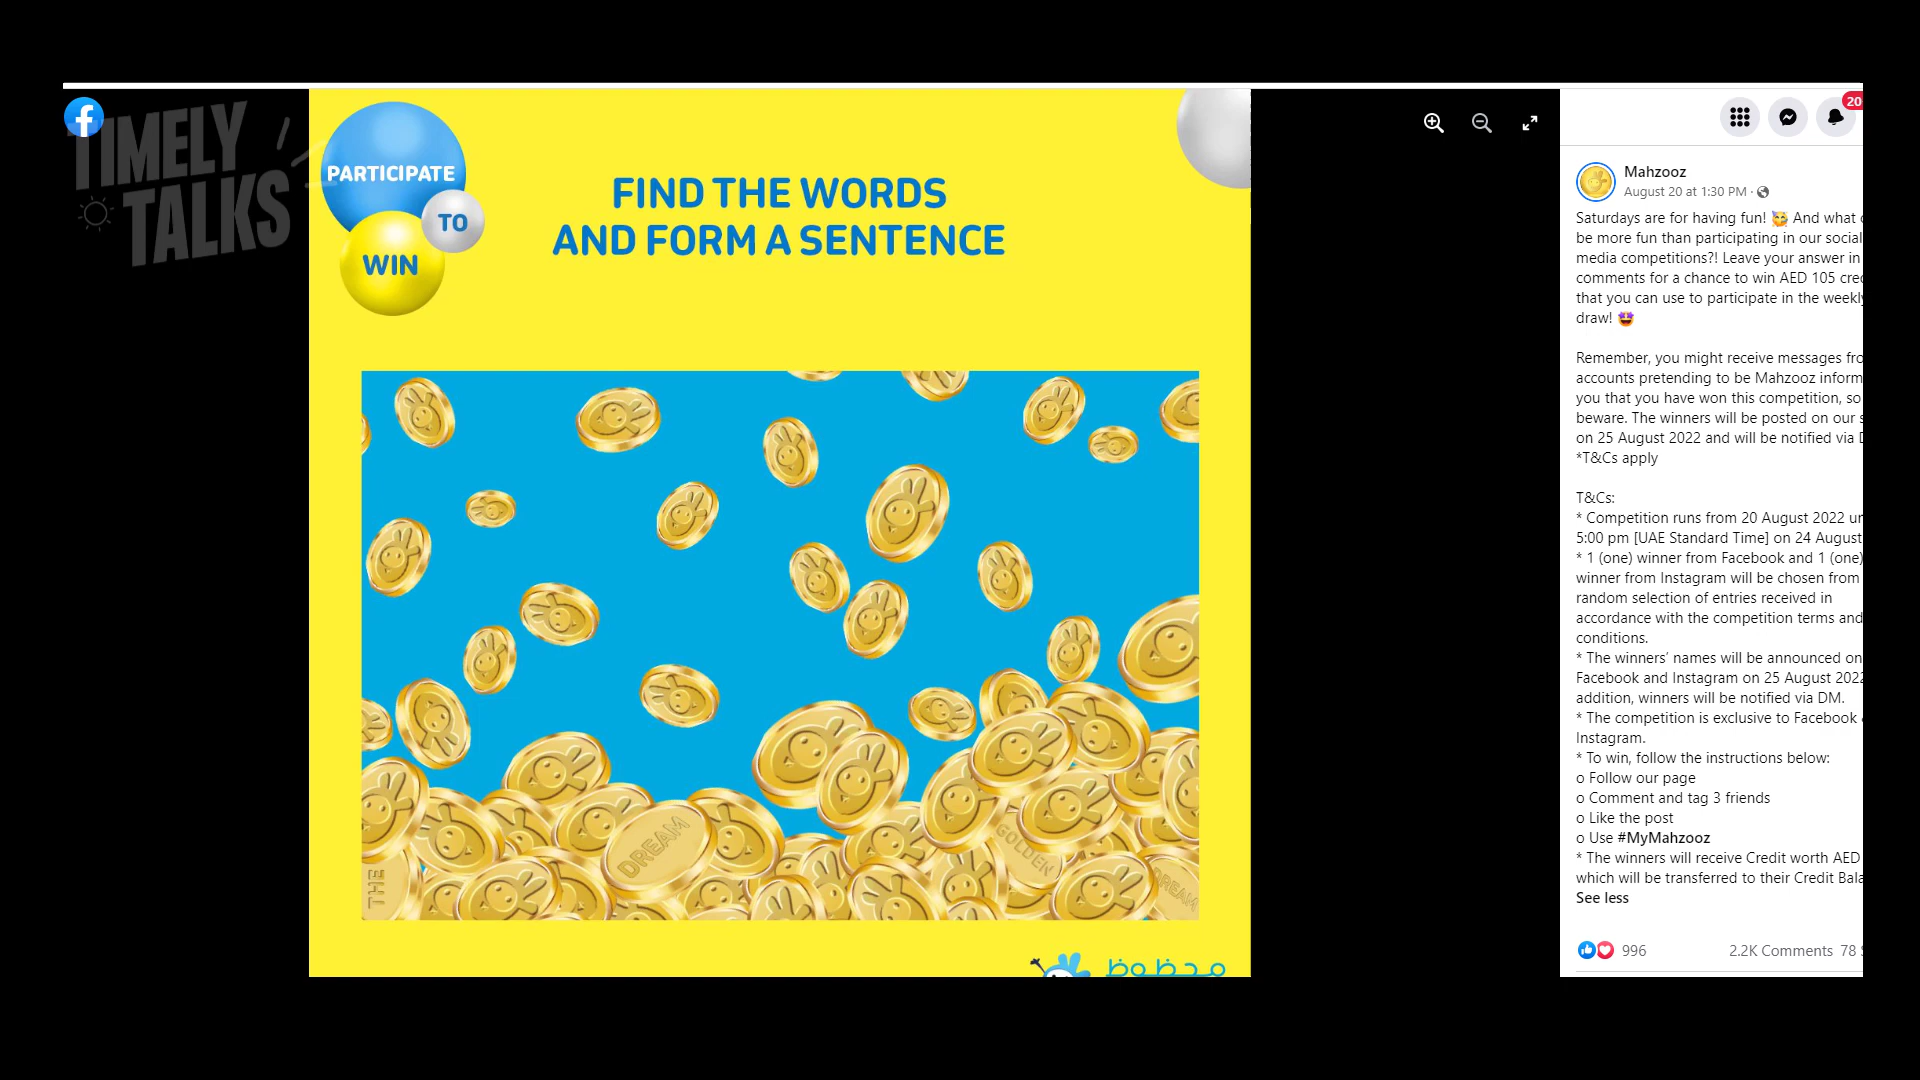 TIMELY
TALKS
PARTICIPATE
TO
WIN
FIND THE WORDS
AND FORM A SENTENCE
DREAM
GOLDEN
THE
DREAM
محظوظ
20
Mahzooz
August 20 at 1:30 PM ·
Saturdays are for having fun! 🥳 And what
be more fun than participating in our social
media competitions?! Leave your answer in
comments for a chance to win AED 105
that you can use to participate in the weekly
draw! 🤩
Remember, you might receive messages
accounts pretending to be Mahzooz
you that you have won this competition, so
beware. The winners will be posted on our
on 25 August 2022 and will be notified via
*T&Cs apply
T&Cs:
* Competition runs from 20 August 2022
5:00 pm [UAE Standard Time] on 24 August
* 1 (one) winner from Facebook and 1 (one)
winner from Instagram will be chosen from
random selection of entries received in
accordance with the competition terms and
conditions.
* The winners’ names will be announced on
Facebook and Instagram on 25 August 2022
addition, winners will be notified via DM.
* The competition is exclusive to Facebook
Instagram.
* To win, follow the instructions below:
o Follow our page
o Comment and tag 3 friends
o Like the post
o Use #MyMahzooz
* The winners will receive Credit worth AED
which will be transferred to their Credit
See less
996
2.2K Comments 78